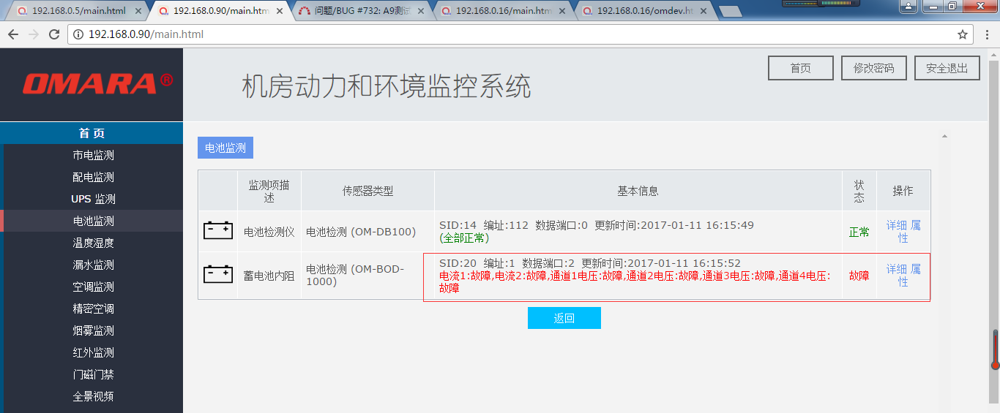 192.168.0.5/main.html
192.168.0.90/main.htm
问题/BUG #732: A9测试
192.168.0.16/main.htm
192.168.0.16/omdev.ht
192.168.0.90/main.html
OMARA®
机房动力和环境监控系统
首页
修改密码
安全退出
首 页
市电监测
配电监测
UPS 监测
电池监测
温度湿度
漏水监测
空调监测
精密空调
烟雾监测
红外监测
门磁门禁
全景视频
电池监测
监测项描
述
传感器类型
基本信息
状
态
操作
电池检测仪
电池检测 (OM-DB100)
SID:14 编址:112 数据端口:0 更新时间:2017-01-11 16:15:49
(全部正常)
正常
详细 属
性
蓄电池内阻
电池检测 (OM-BOD-
1000)
SID:20 编址:1 数据端口:2 更新时间:2017-01-11 16:15:52
电流1:故障,电流2:故障,通道1电压:故障,通道2电压:故障,通道3电压:故障,通道4电压:
故障
故障
详细 属
性
返回